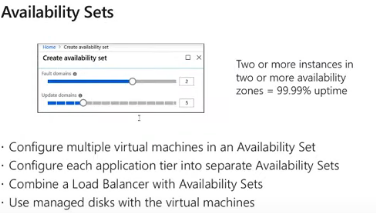 Availability Sets
Home > Create availability set
Create availability set
Fault domains
2
Update domains
5
Two or more instances in
two or more availability
zones = 99.99% uptime
· Configure multiple virtual machines in an Availability Set
· Configure each application tier into separate Availability Sets
· Combine a Load Balancer with Availability Sets
· Use managed disks with the virtual machines